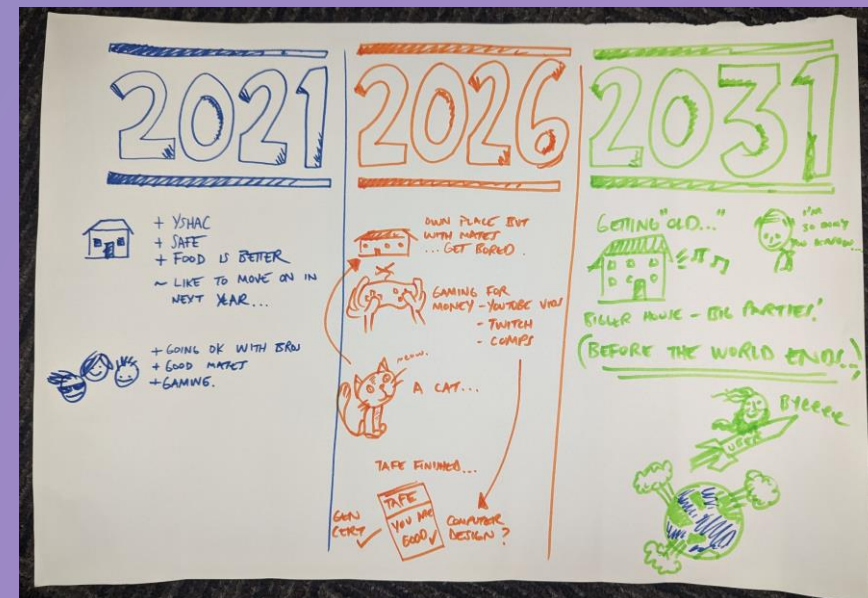 2021
+ YSHAC
+ SAFE
+ FOOD IS BETTER
~ LIKE TO MOVE ON IN
NEXT YEAR...
+ GOING OK WITH BRO
+ GOOD MATES
+ GAMING.
2026
OWN PLACE BUT
WITH MATES
... GET BORED.
GAMING FOR
MONEY - YOUTUBE VIDS
- TWITCH
- COMPS
MEOW.
A CAT...
TAFE FINISHED...
GEN
CERT
TAFE
YOU ARE
GOOD
COMPUTER
DESIGN?
2031
GETTING "OLD..."
I'M
SO
BIGGER HOUSE - BIG PARTIES!
(BEFORE THE WORLD ENDS..)
BYEEEE
UBER